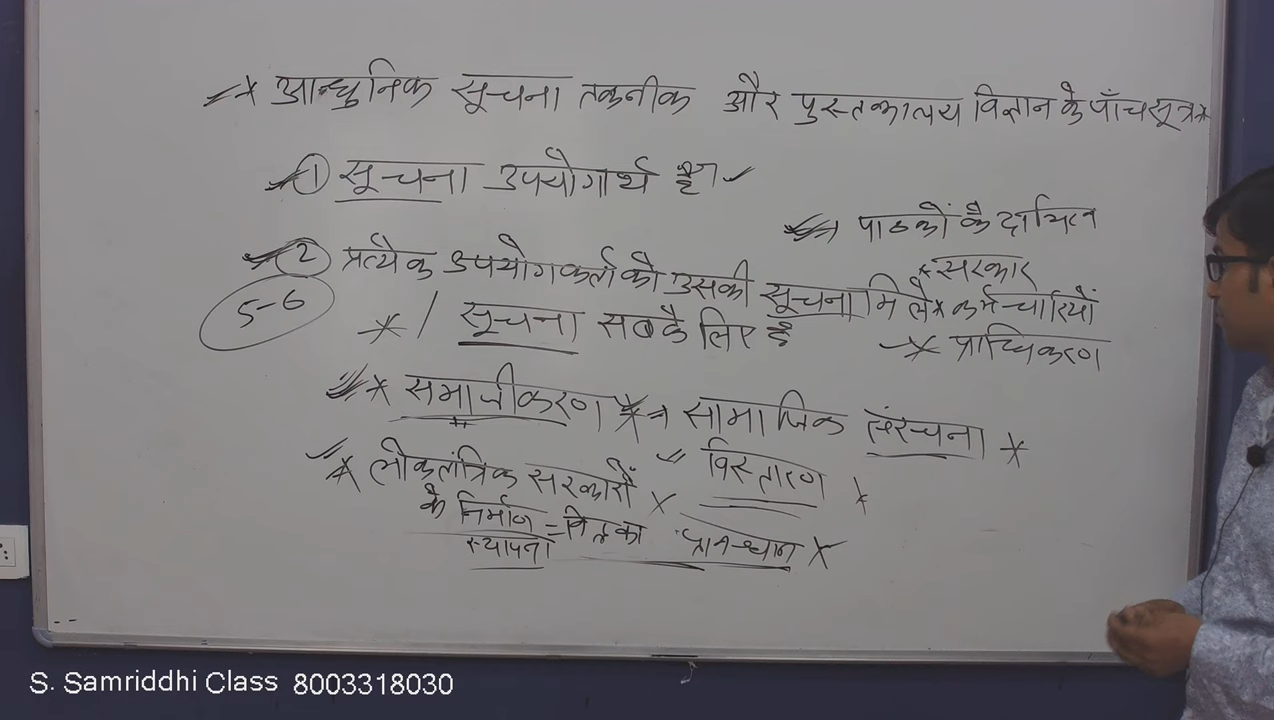 * आधुनिक सूचना तकनीक और पुस्तकालय विज्ञान के पाँच सूत्र *
① सूचना उपयोगार्थ है
→ पाठकों के दायित्व
② प्रत्येक उपयोगकर्ता को उसकी सूचना मिले
* सरकार
* कर्मचारियों
* प्राधिकरण
5-6
* / सूचना सबके लिए है
* समाजीकरण * → सामाजिक संरचना *
* लोकतंत्रिक सरकारों × विस्तारण *
के निर्माण = वित्त का प्रावधान ×
स्थापना
S. Samriddhi Class 8003318030